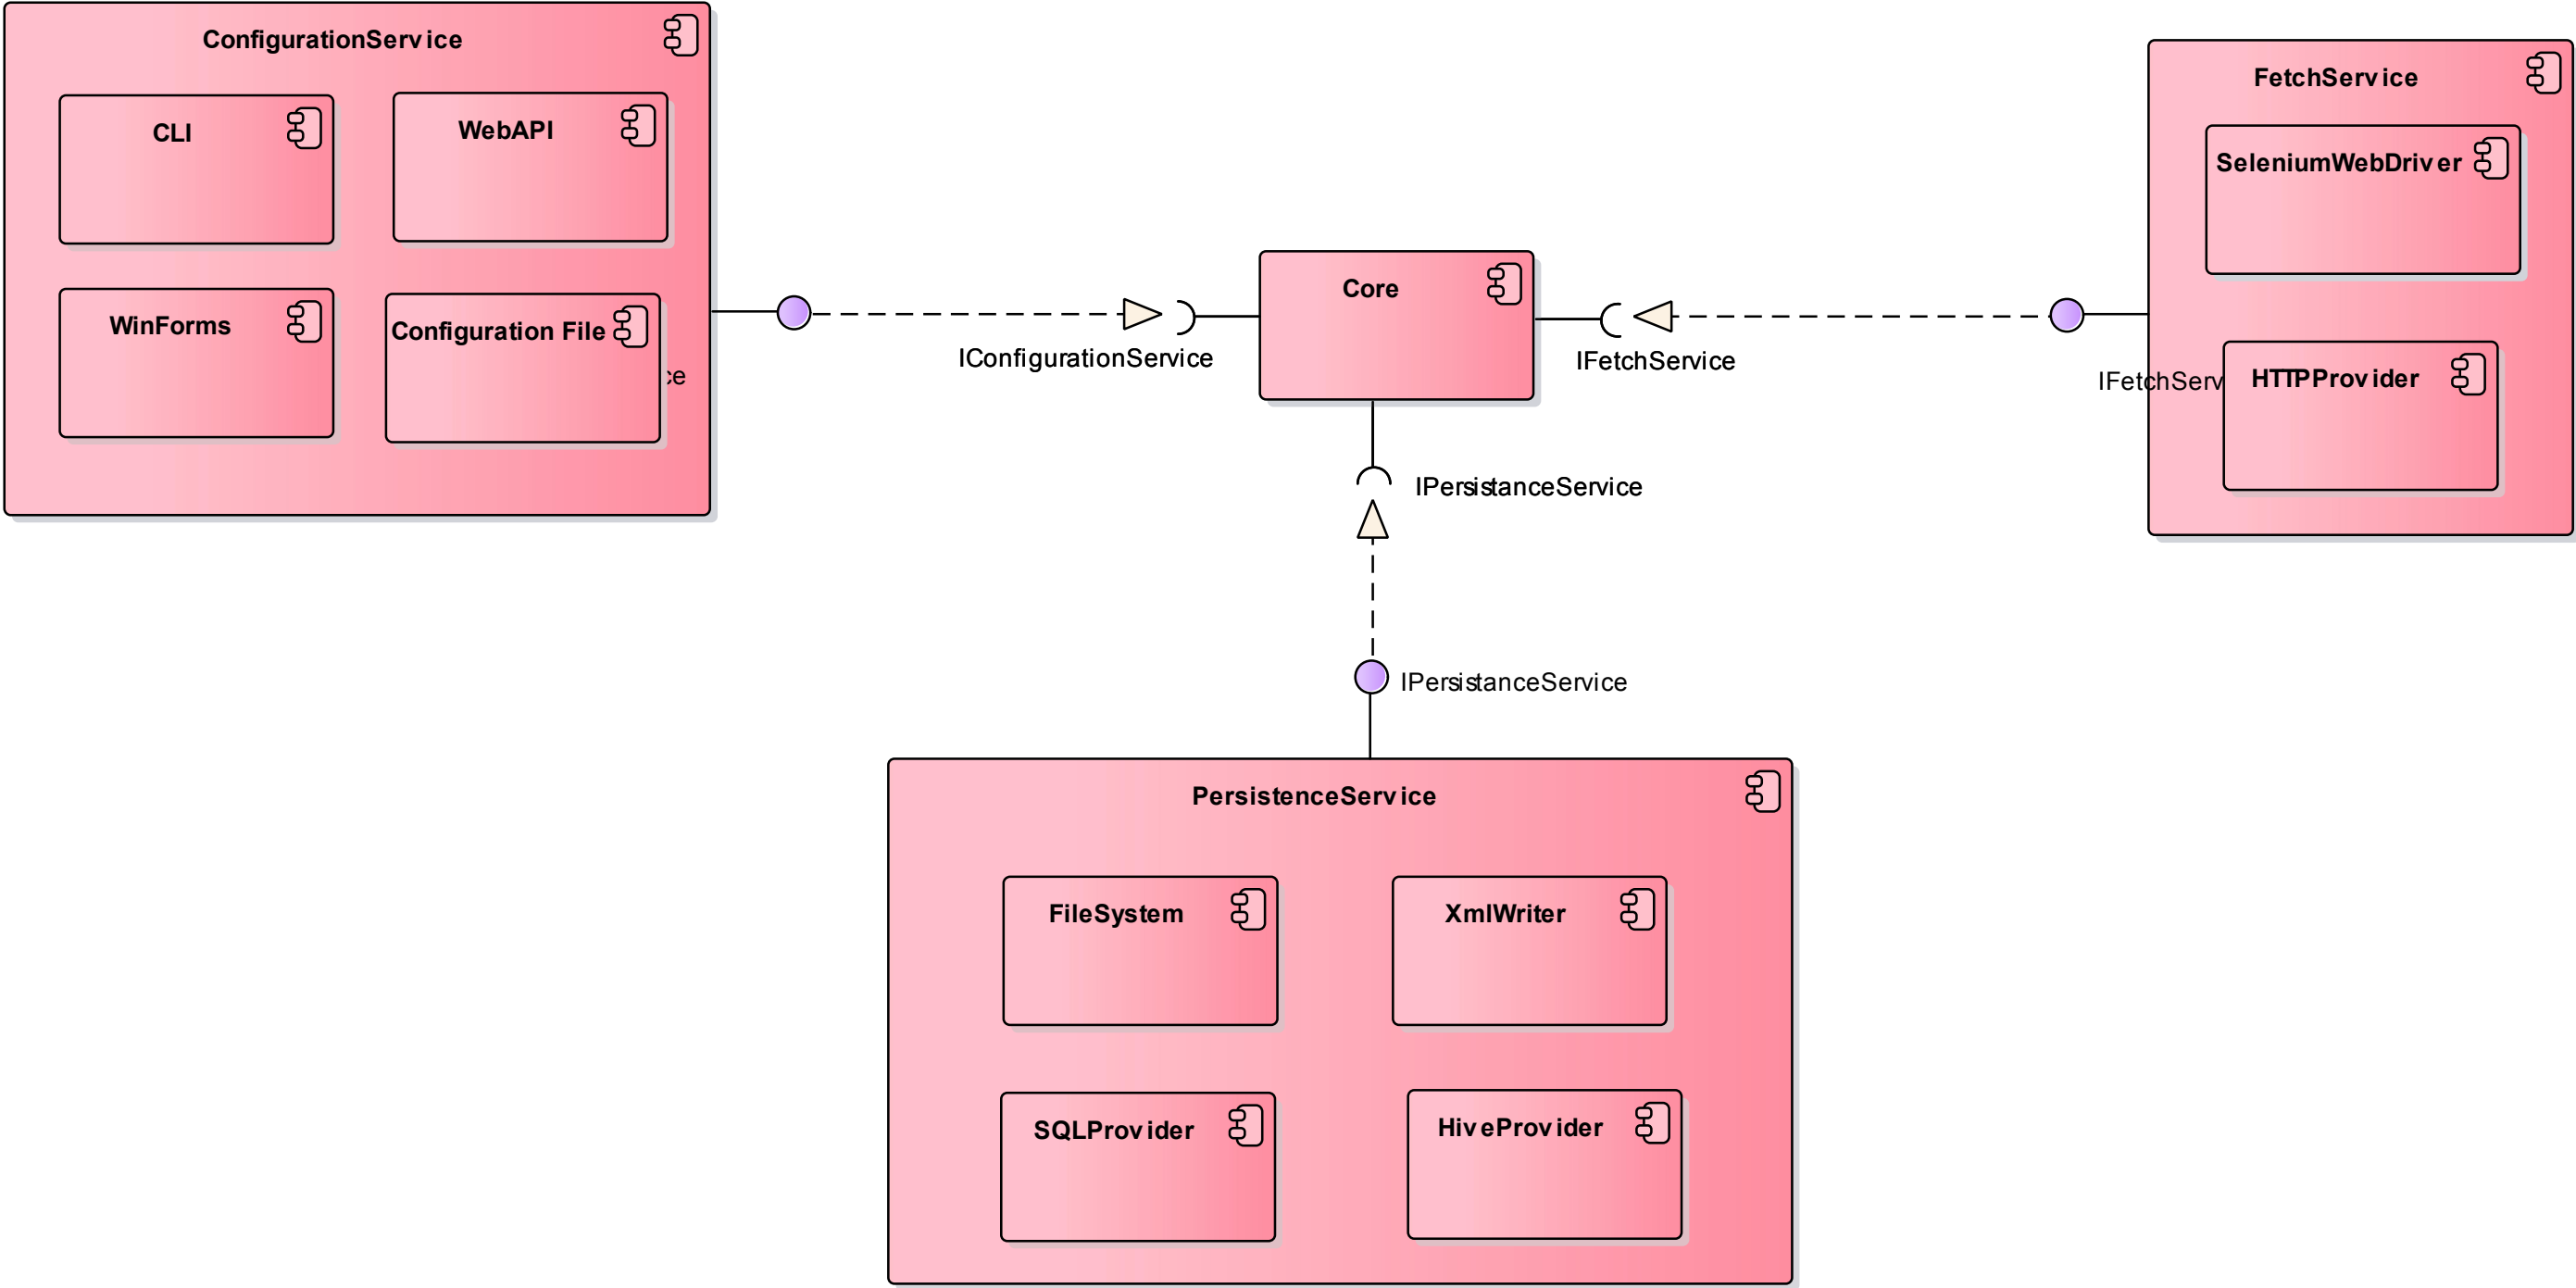 ConfigurationService
CLI
WebAPI
WinForms
Configuration File
ce
IConfigurationService
Core
IFetchService
IPersistanceService
IPersistanceService
FetchService
SeleniumWebDriver
IFetchServ
HTTPProvider
PersistenceService
FileSystem
XmlWriter
SQLProvider
HiveProvider